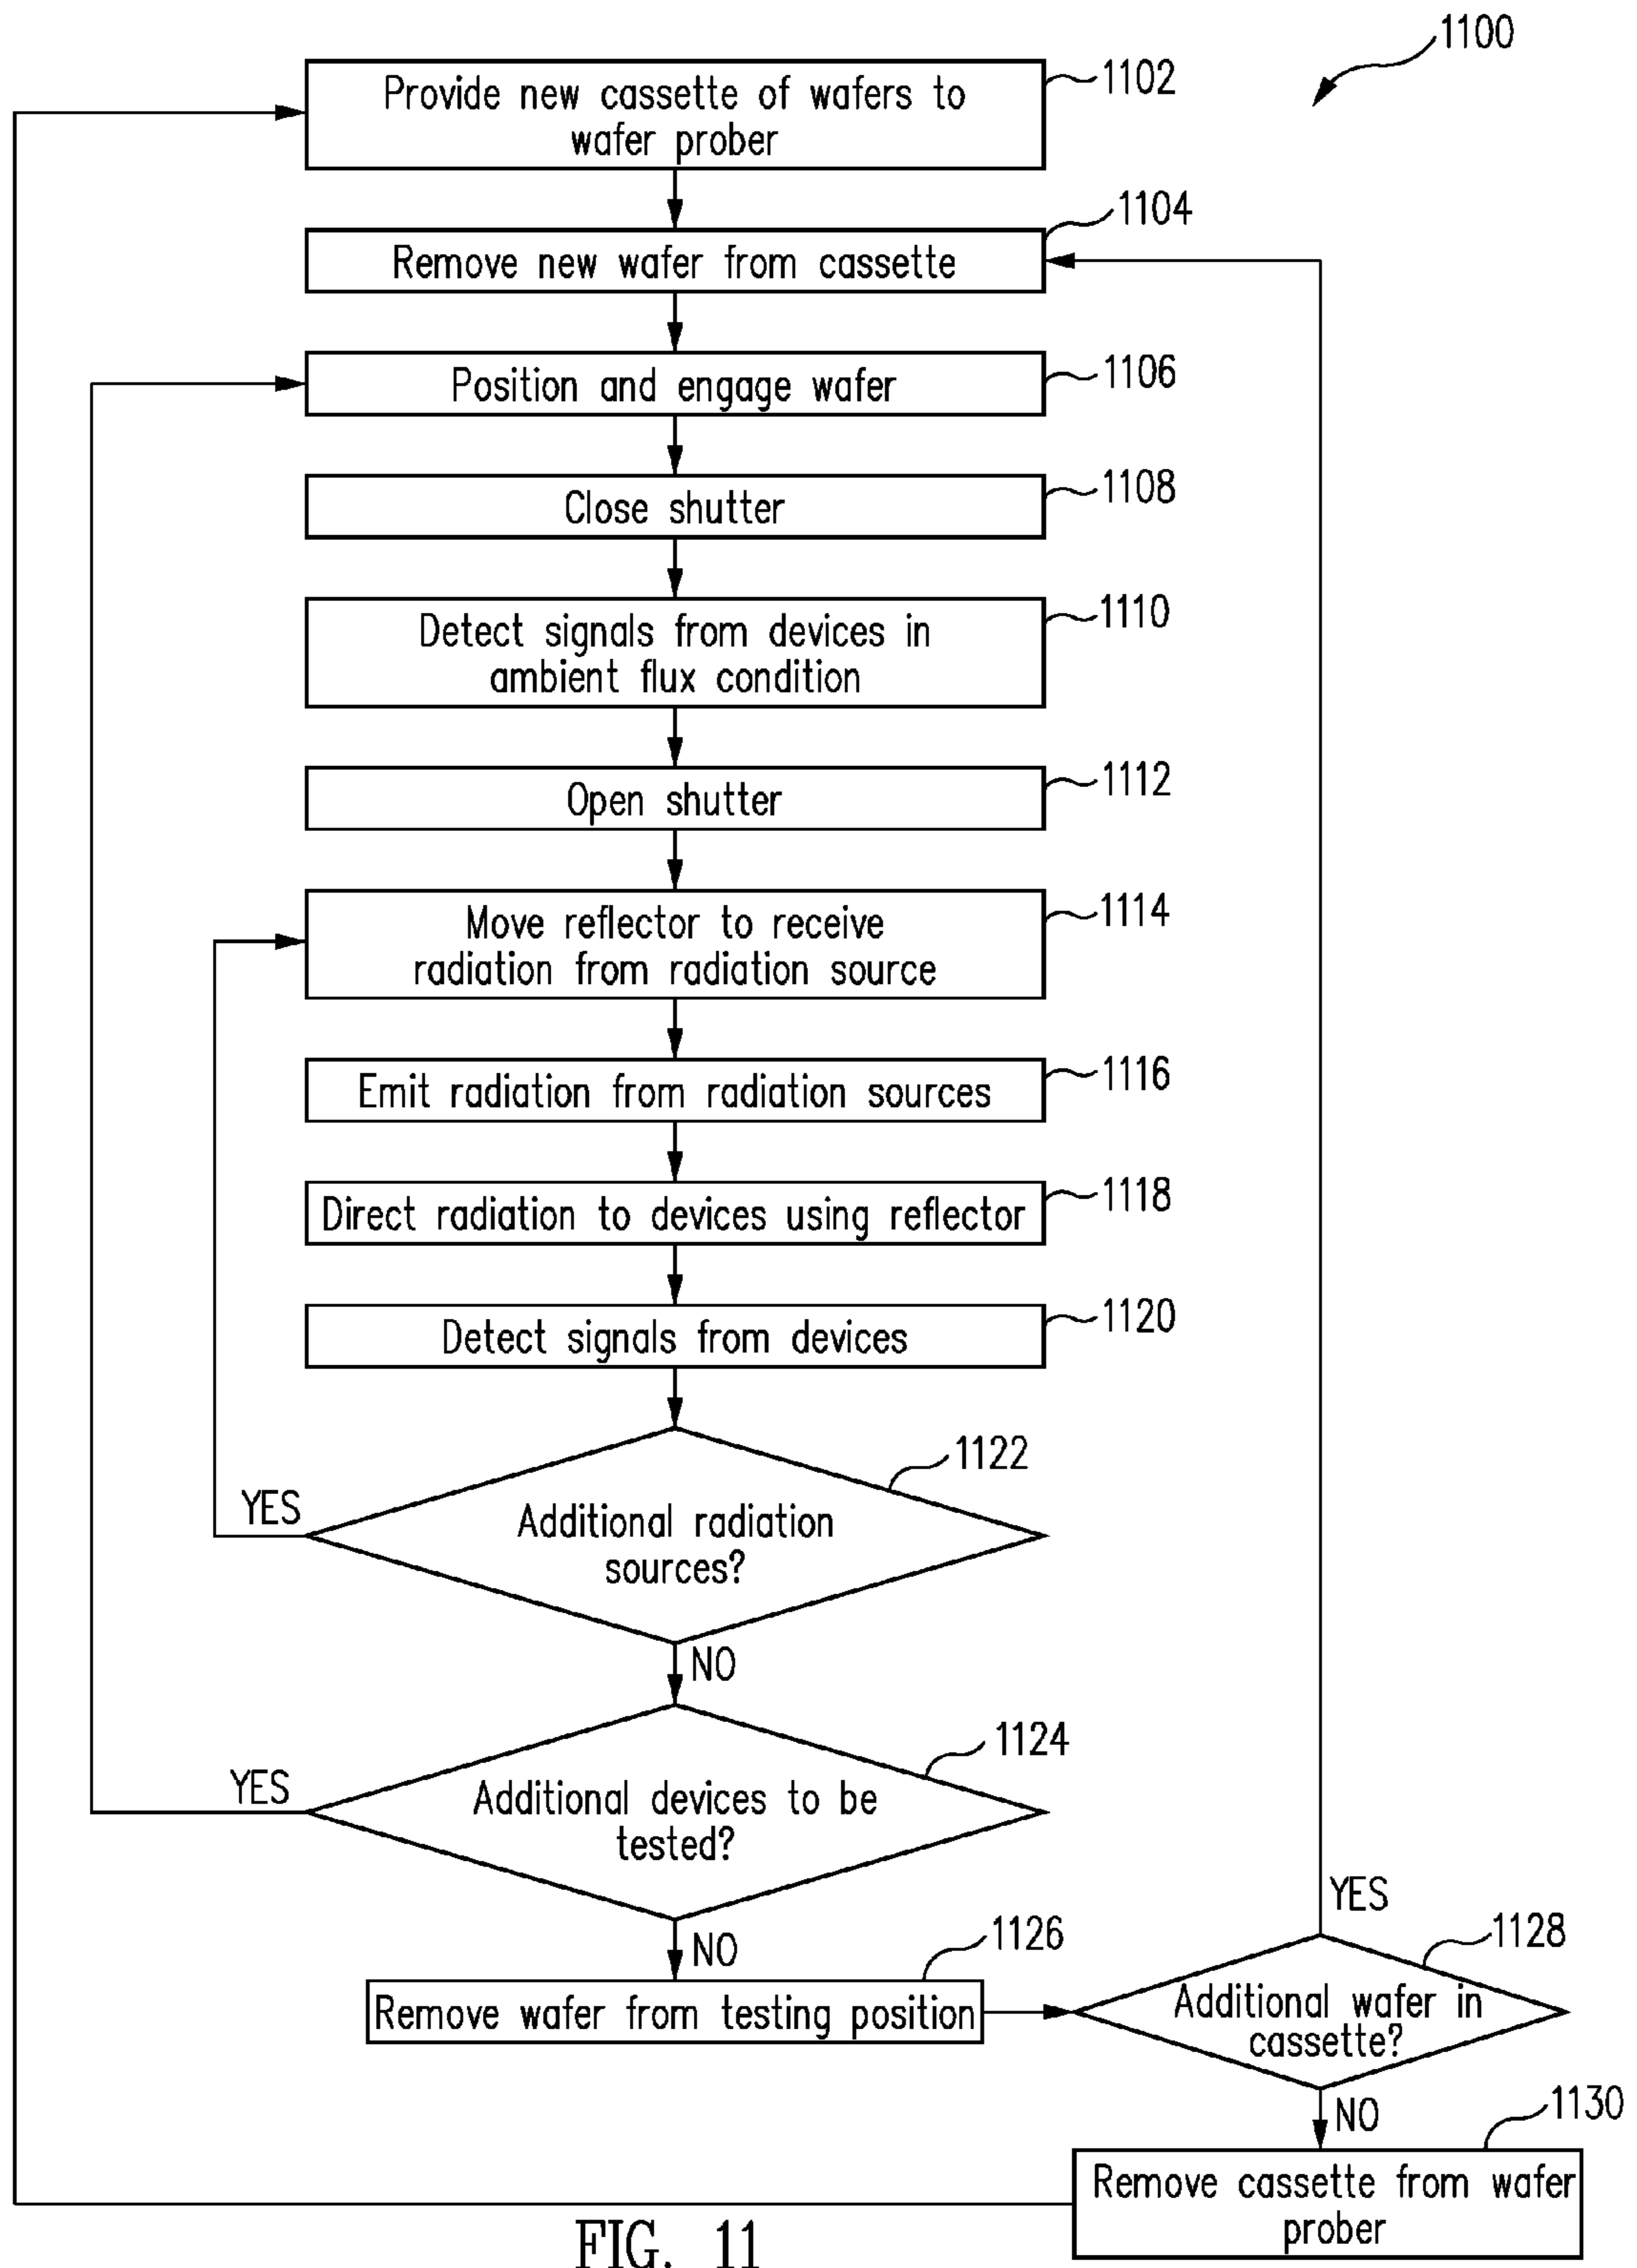 1100
Provide new cassette of wafers to
wafer prober
1102
Remove new wafer from cassette
1104
Position and engage wafer
1106
Close shutter
1108
Detect signals from devices in
ambient flux condition
1110
Open shutter
1112
Move reflector to receive
radiation from radiation source
1114
Emit radiation from radiation sources
1116
Direct radiation to devices using reflector
1118
Detect signals from devices
1120
Additional radiation
sources?
1122
YES
NO
Additional devices to be
tested?
1124
YES
NO
Remove wafer from testing position
1126
Additional wafer in
cassette?
1128
YES
NO
Remove cassette from wafer
prober
1130
FIG. 11